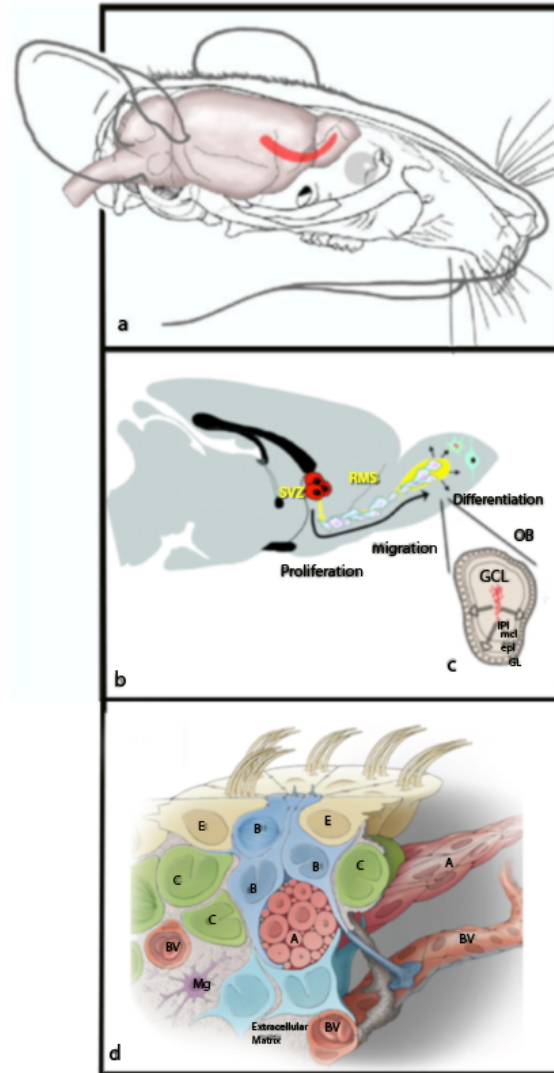 a
SVZ
RMS
Differentiation
migration
Proliferation
OB
GCL
IPl
mcl
epl
GL
b
c
E
B
E
B
C
B
C
A
C
A
BV
BV
Mg
Extracellular
Matrix
BV
d